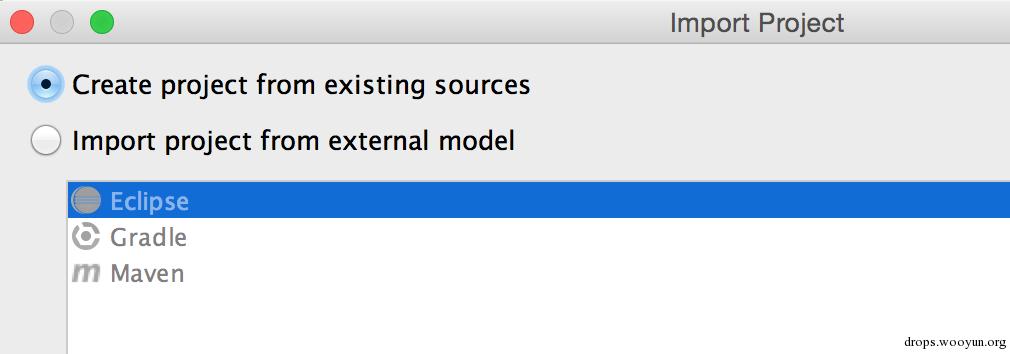 Import Project
Create project from existing sources
Import project from external model
Eclipse
Gradle
Maven
drops.wooyun.org